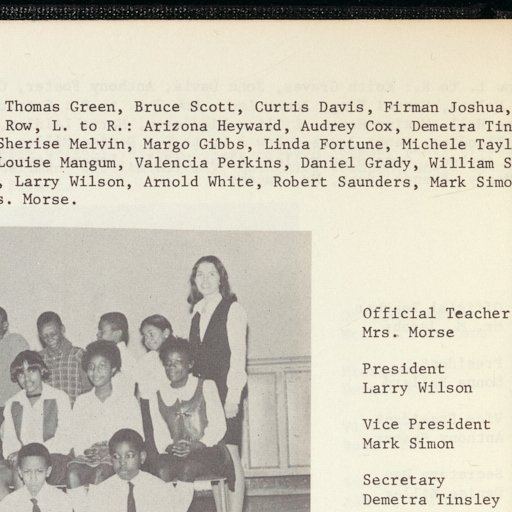 Thomas Green, Bruce Scott, Curtis Davis, Firman Joshua,
Row, L. to R.: Arizona Heyward, Audrey Cox, Demetra Tin
Sherise Melvin, Margo Gibbs, Linda Fortune, Michele Tayl
Louise Mangum, Valencia Perkins, Daniel Grady, William S
, Larry Wilson, Arnold White, Robert Saunders, Mark Simo
s. Morse.
Official Teacher
Mrs. Morse
President
Larry Wilson
Vice President
Mark Simon
Secretary
Demetra Tinsley